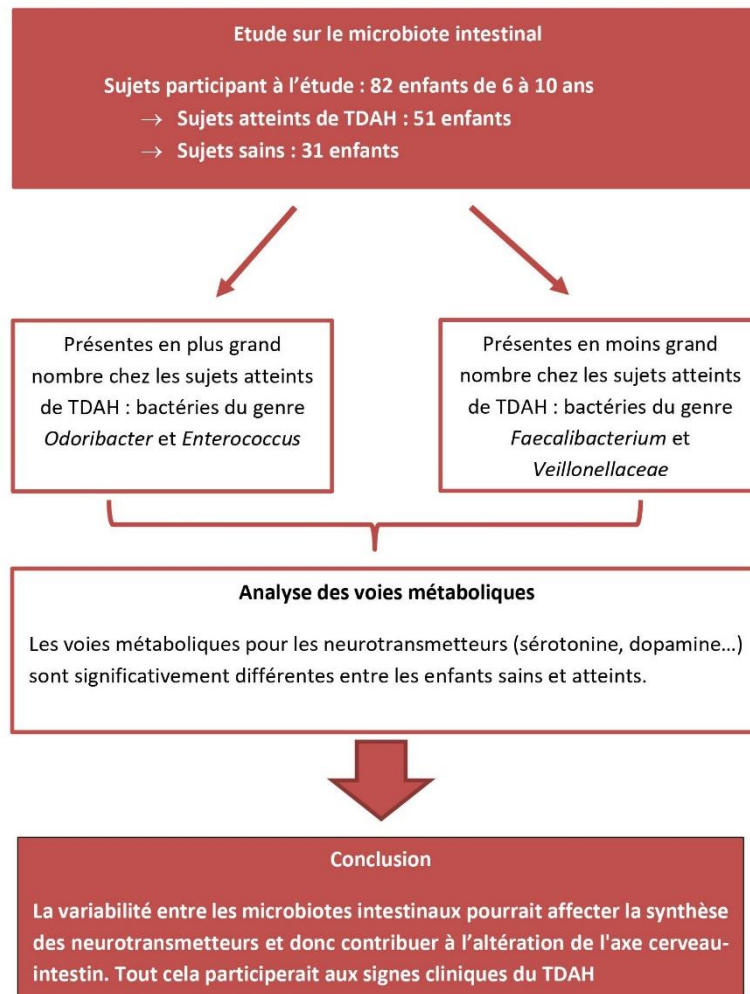 Etude sur le microbiote intestinal
Sujets participant à l'étude : 82 enfants de 6 à 10 ans
→ Sujets atteints de TDAH : 51 enfants
→ Sujets sains : 31 enfants
Présentes en plus grand
nombre chez les sujets atteints
de TDAH : bactéries du genre
Odoribacter et Enterococcus
Présentes en moins grand
nombre chez les sujets atteints
de TDAH : bactéries du genre
Faecalibacterium et
Veillonellaceae
Analyse des voies métaboliques
Les voies métaboliques pour les neurotransmetteurs (sérotonine, dopamine...)
sont significativement différentes entre les enfants sains et atteints.
Conclusion
La variabilité entre les microbiotes intestinaux pourrait affecter la synthèse
des neurotransmetteurs et donc contribuer à l'altération de l'axe cerveau-
intestin. Tout cela participerait aux signes cliniques du TDAH